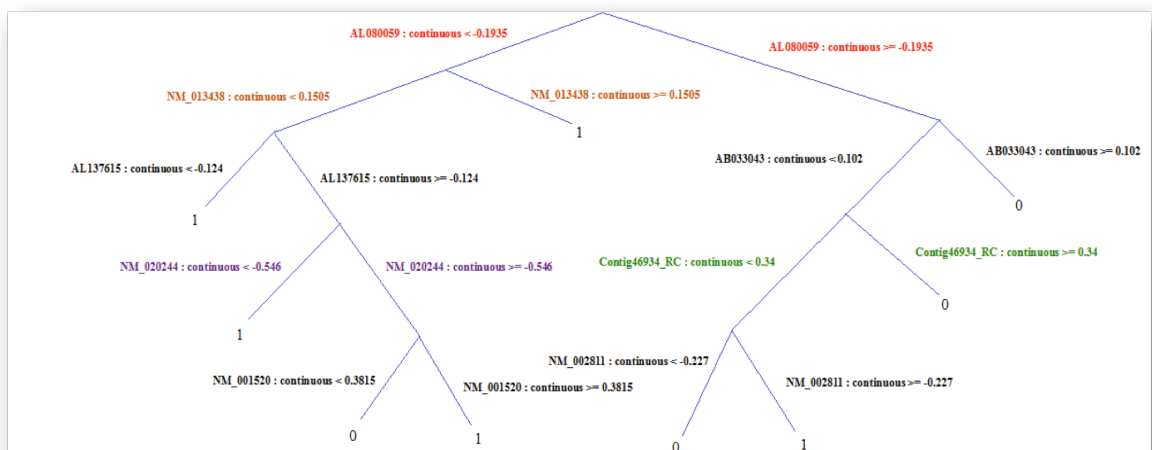 AL080059 : continuous < -0.1935
AL080059 : continuous >= -0.1935
NM_013438 : continuous < 0.1505
NM_013438 : continuous >= 0.1505
1
AL137615 : continuous < -0.124
AL137615 : continuous >= -0.124
AB033043 : continuous < 0.102
AB033043 : continuous >= 0.102
1
0
NM_020244 : continuous < -0.546
NM_020244 : continuous >= -0.546
Contig46934_RC : continuous < 0.34
Contig46934_RC : continuous >= 0.34
1
0
NM_001520 : continuous < 0.3815
NM_001520 : continuous >= 0.3815
NM_002811 : continuous < -0.227
NM_002811 : continuous >= -0.227
0
1
0
1